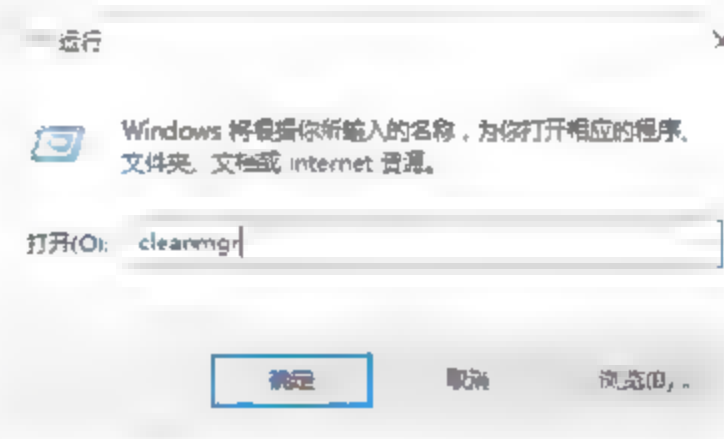 运行
Windows 将根据你所输入的名称，为你打开相应的程序、
文件夹、文档或 Internet 资源。
打开(O): cleanmgr
确定 取消 浏览(B)...